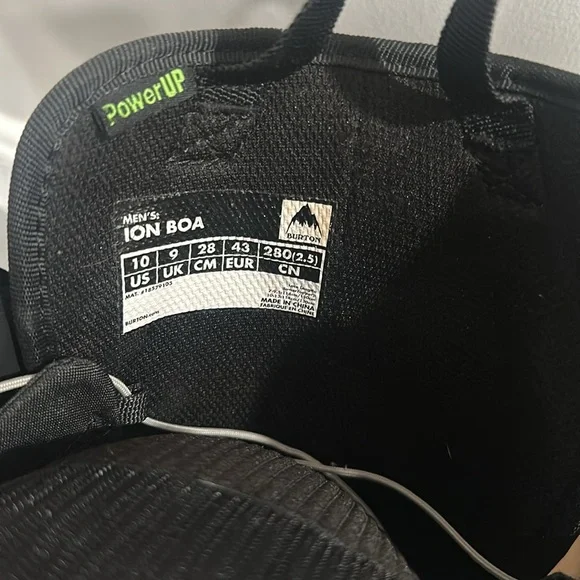 PowerUP
MEN'S:
ION BOA
BURTON
10 9 28 43 280(2.5)
US UK CM EUR CN
MADE IN CHINA
FABRIQUE EN CHINE
BURTON.com